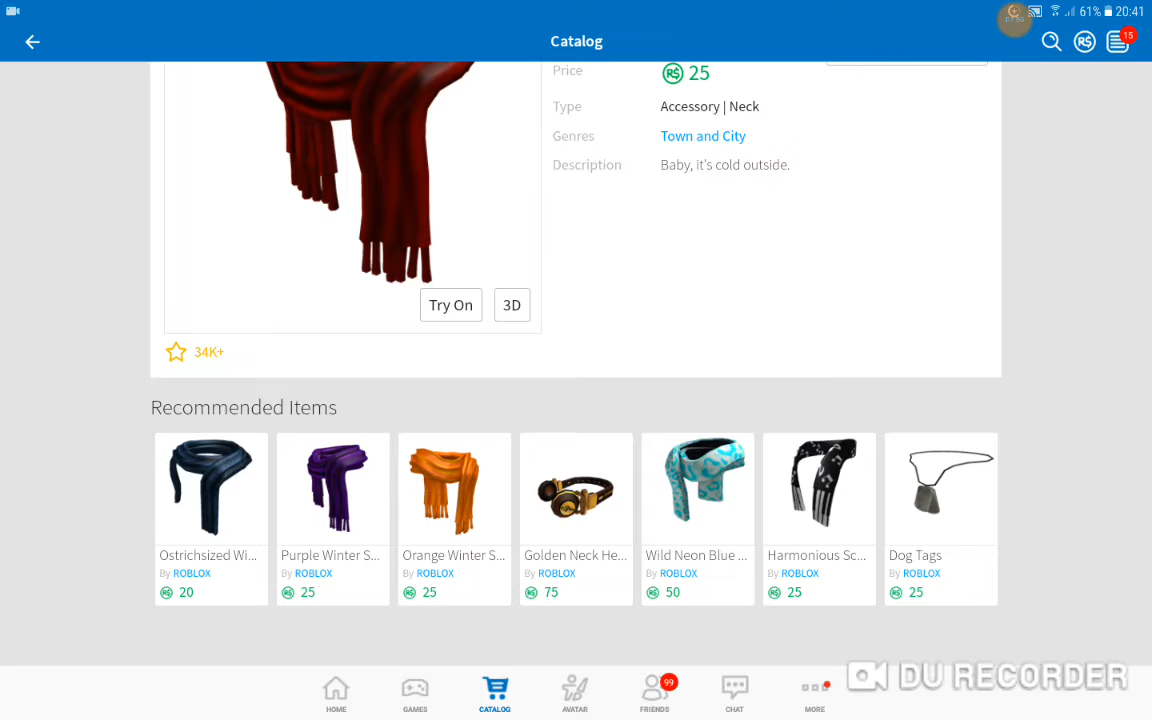 61% 20:41
Catalog
R$
15
Price R$ 25
Type Accessory | Neck
Genres Town and City
Description Baby, it's cold outside.
Try On 3D
34K+
Recommended Items
Ostrichsized Wi... Purple Winter S... Orange Winter S... Golden Neck He... Wild Neon Blue ... Harmonious Sc... Dog Tags
By ROBLOX By ROBLOX By ROBLOX By ROBLOX By ROBLOX By ROBLOX By ROBLOX
R$ 20 R$ 25 R$ 25 R$ 75 R$ 50 R$ 25 R$ 25
99
HOME GAMES CATALOG AVATAR FRIENDS CHAT MORE
DU RECORDER